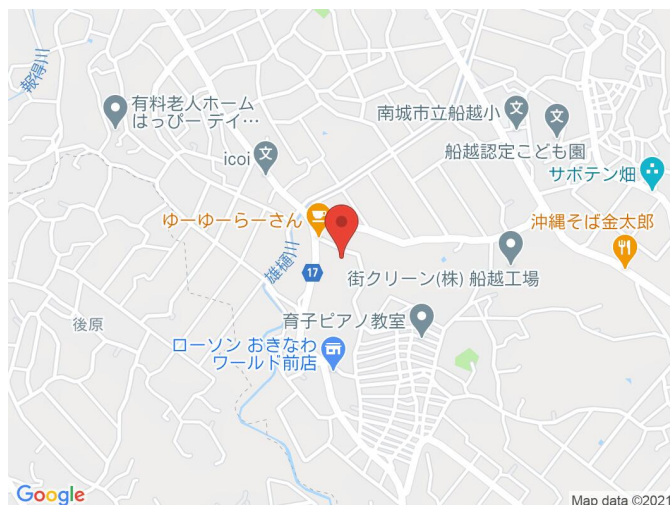 報得川
有料老人ホーム
はっぴー デイ…
南城市立船越小
船越認定こども園
icoi
サボテン畑
ゆーゆーらーさん
沖縄そば金太郎
雄樋川
17
街クリーン(株) 船越工場
後原
育子ピアノ教室
ローソン おきなわ
ワールド前店
文
文
文
Google
Map data ©2021